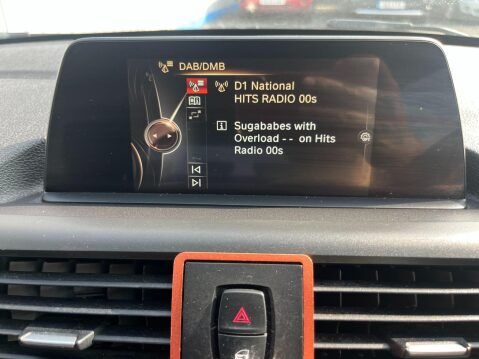 DAB/DMB
D1 National
HITS RADIO 00s
Sugababes with
Overload - - on Hits
Radio 00s